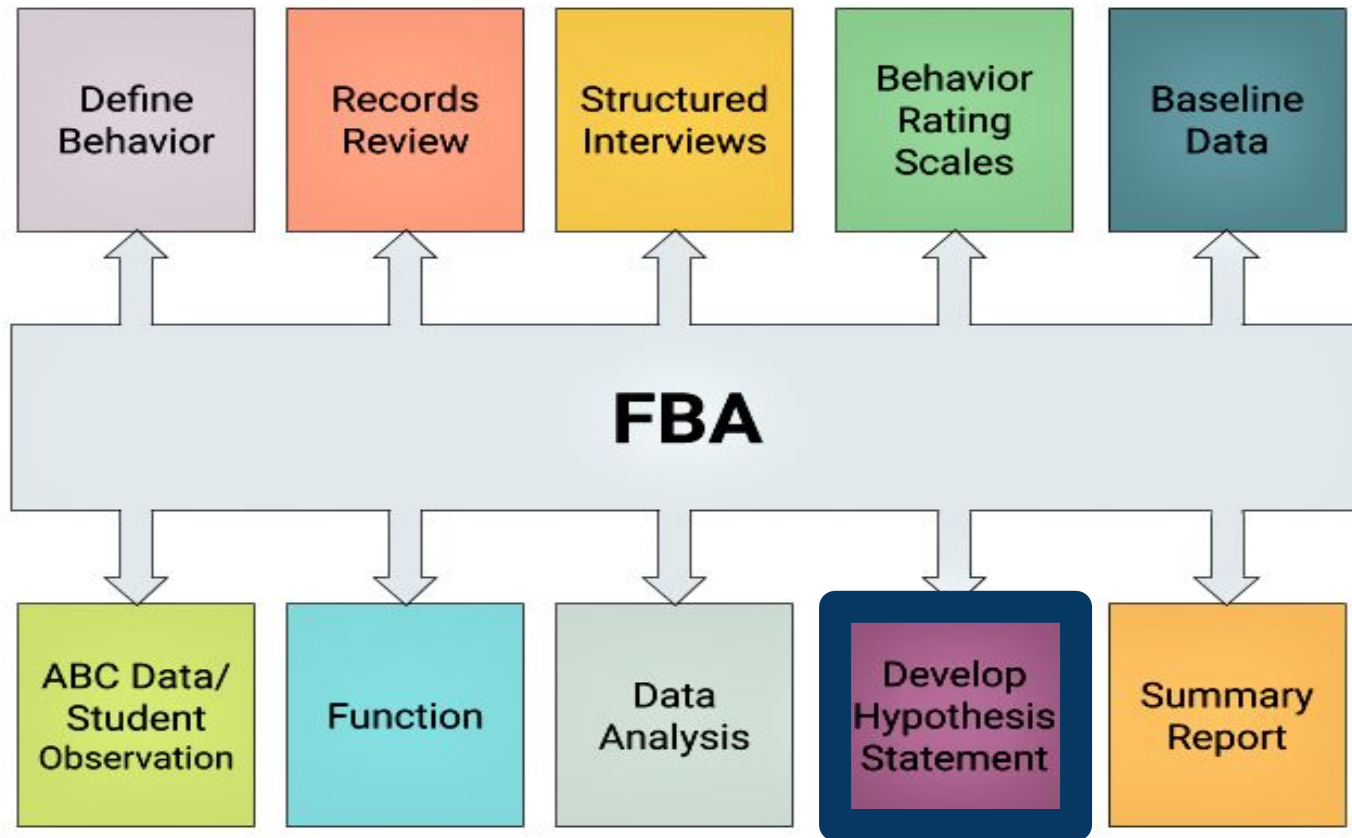 Define
Behavior
Records
Review
Structured
Interviews
Behavior
Rating
Scales
Baseline
Data
FBA
ABC Data/
Student
Observation
Function
Data
Analysis
Develop
Hypothesis
Statement
Summary
Report